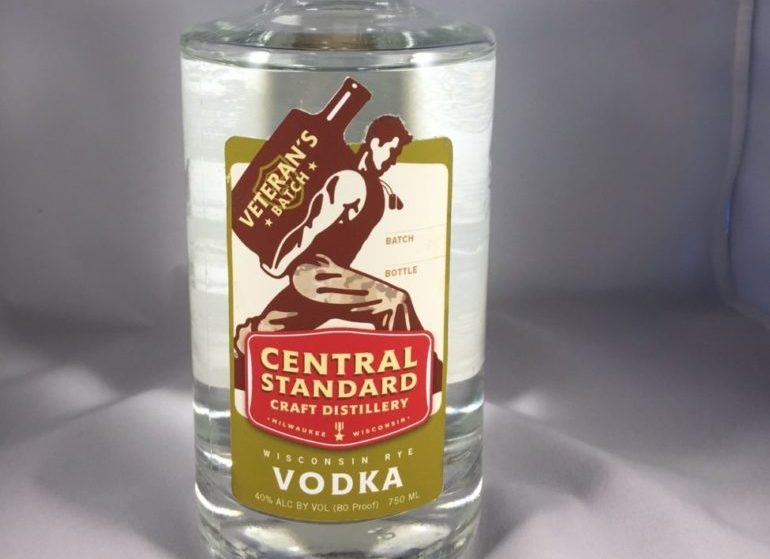 VETERAN'S
BATCH
BATCH
BOTTLE
CENTRAL
STANDARD
CRAFT DISTILLERY
MILWAUKEE WISCONSIN
WISCONSIN RYE
VODKA
40% ALC BY VOL (80 Proof) 750 ML